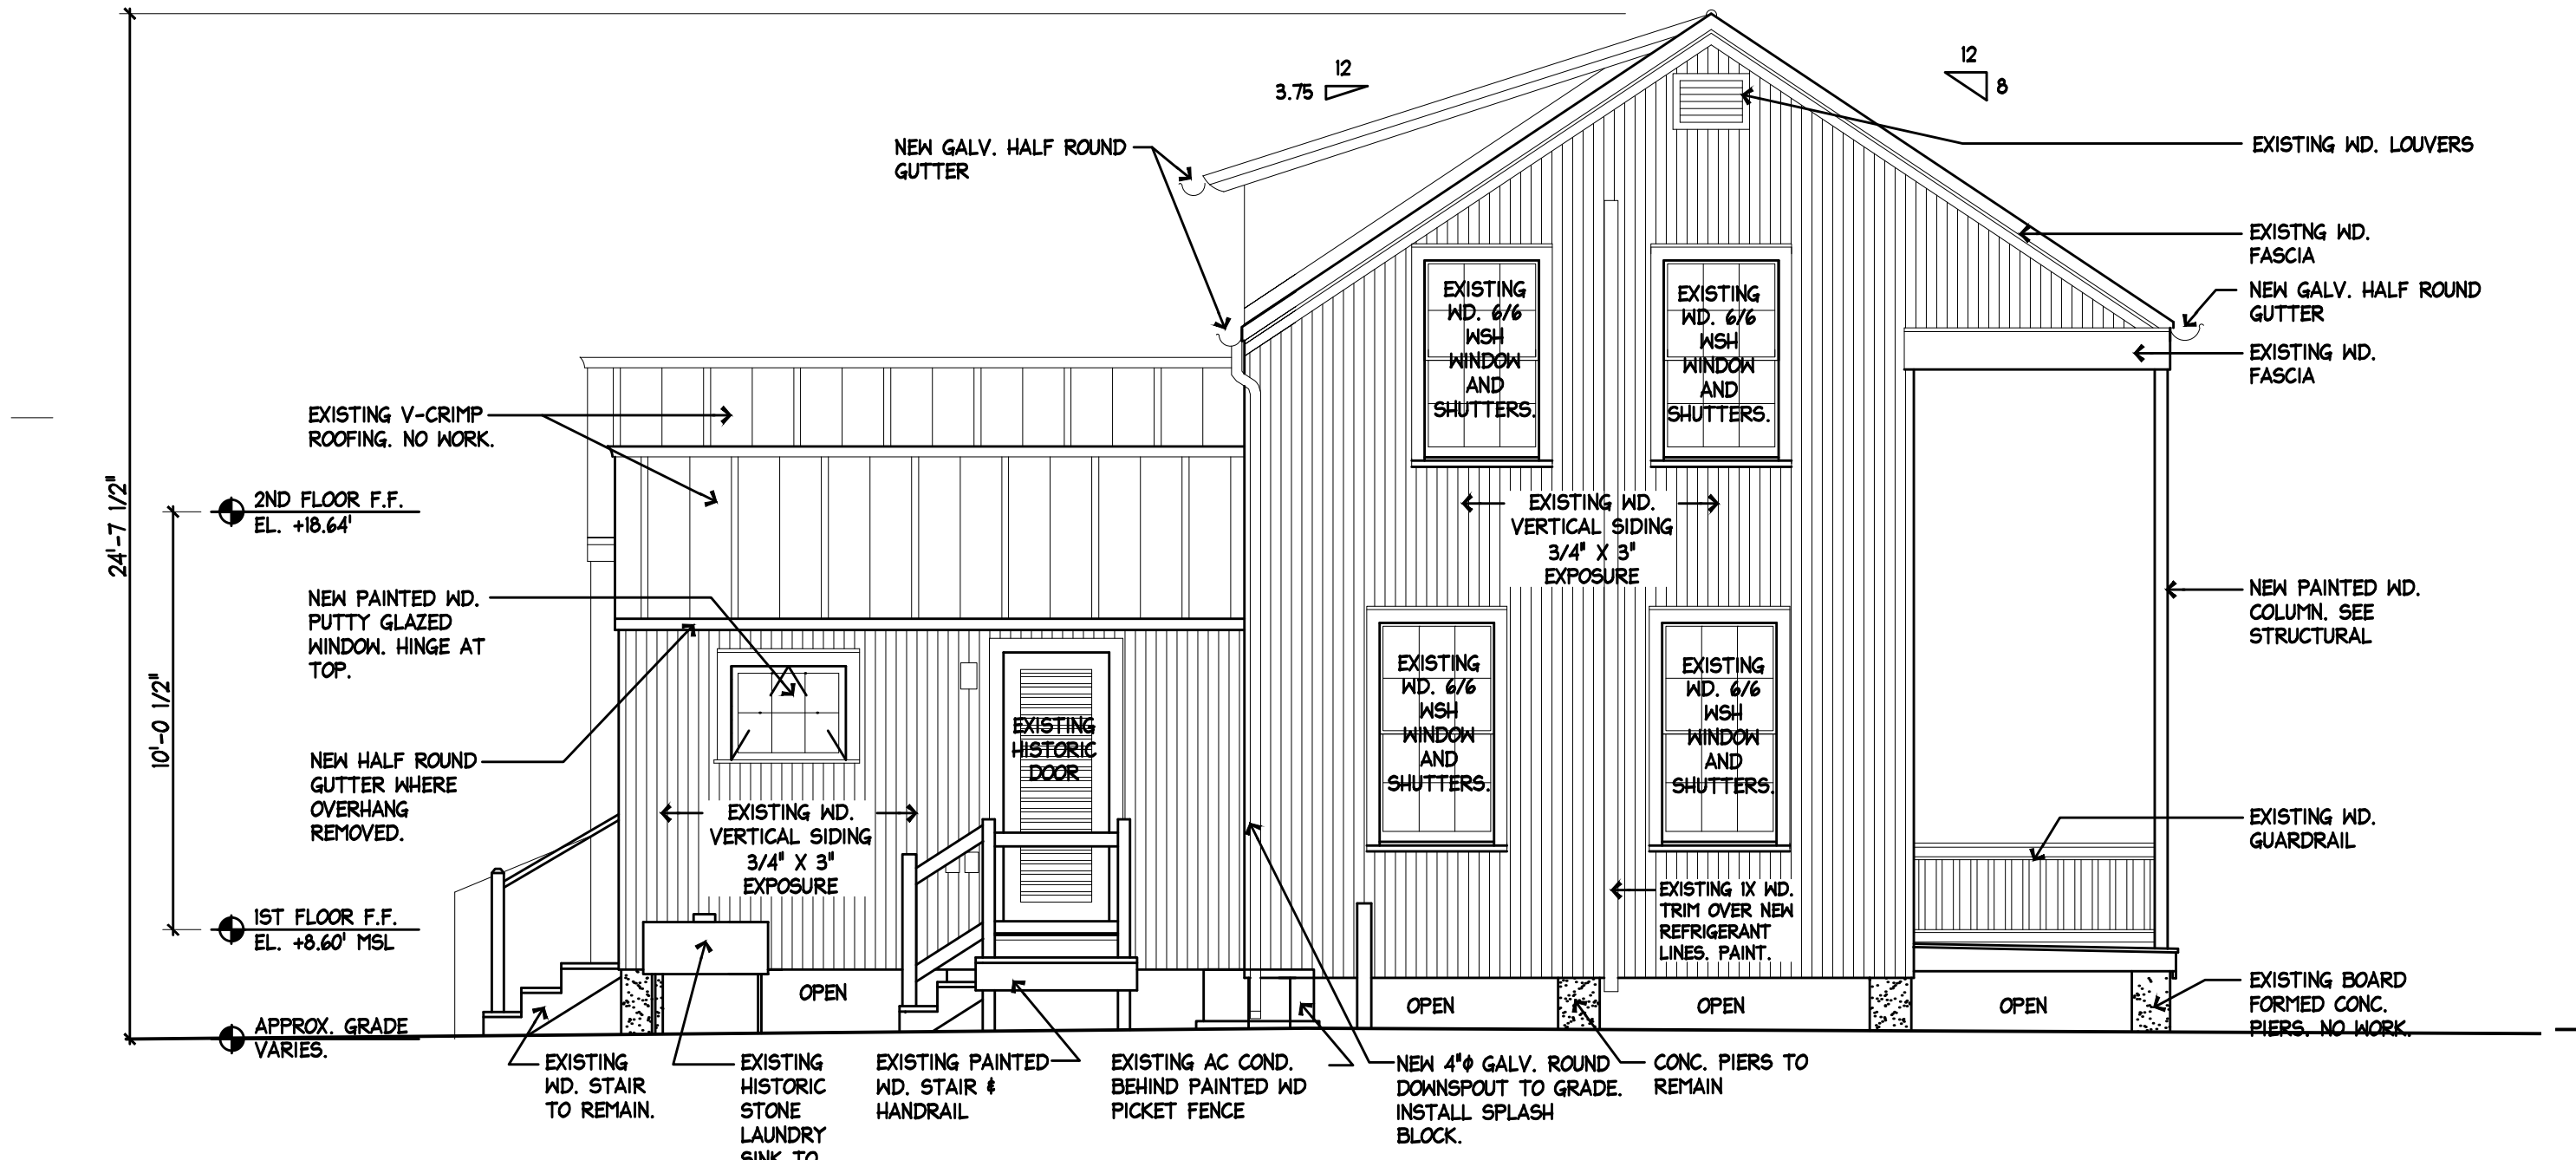 12
3.75
12
8
NEW GALV. HALF ROUND
GUTTER
EXISTING WD. LOUVERS
EXISTNG WD.
FASCIA
NEW GALV. HALF ROUND
GUTTER
EXISTING WD.
FASCIA
EXISTING
WD. 6/6
WSH
WINDOW
AND
SHUTTERS.
EXISTING
WD. 6/6
WSH
WINDOW
AND
SHUTTERS.
EXISTING V-CRIMP
ROOFING. NO WORK.
24'-7 1/2"
2ND FLOOR F.F.
EL. +18.64'
EXISTING WD.
VERTICAL SIDING
3/4" X 3"
EXPOSURE
NEW PAINTED WD.
PUTTY GLAZED
WINDOW. HINGE AT
TOP.
NEW PAINTED WD.
COLUMN. SEE
STRUCTURAL
10'-0 1/2"
EXISTING
HISTORIC
DOOR
EXISTING
WD. 6/6
WSH
WINDOW
AND
SHUTTERS.
EXISTING
WD. 6/6
WSH
WINDOW
AND
SHUTTERS.
NEW HALF ROUND
GUTTER WHERE
OVERHANG
REMOVED.
EXISTING WD.
VERTICAL SIDING
3/4" X 3"
EXPOSURE
EXISTING WD.
GUARDRAIL
EXISTING 1X WD.
TRIM OVER NEW
REFRIGERANT
LINES. PAINT.
1ST FLOOR F.F.
EL. +8.60' MSL
OPEN
OPEN
OPEN
OPEN
EXISTING BOARD
FORMED CONC.
PIERS. NO WORK.
APPROX. GRADE
VARIES.
EXISTING
WD. STAIR
TO REMAIN.
EXISTING
HISTORIC
STONE
LAUNDRY
SINK TO
EXISTING PAINTED
WD. STAIR &
HANDRAIL
EXISTING AC COND.
BEHIND PAINTED WD
PICKET FENCE
NEW 4"ϕ GALV. ROUND
DOWNSPOUT TO GRADE.
INSTALL SPLASH
BLOCK.
CONC. PIERS TO
REMAIN